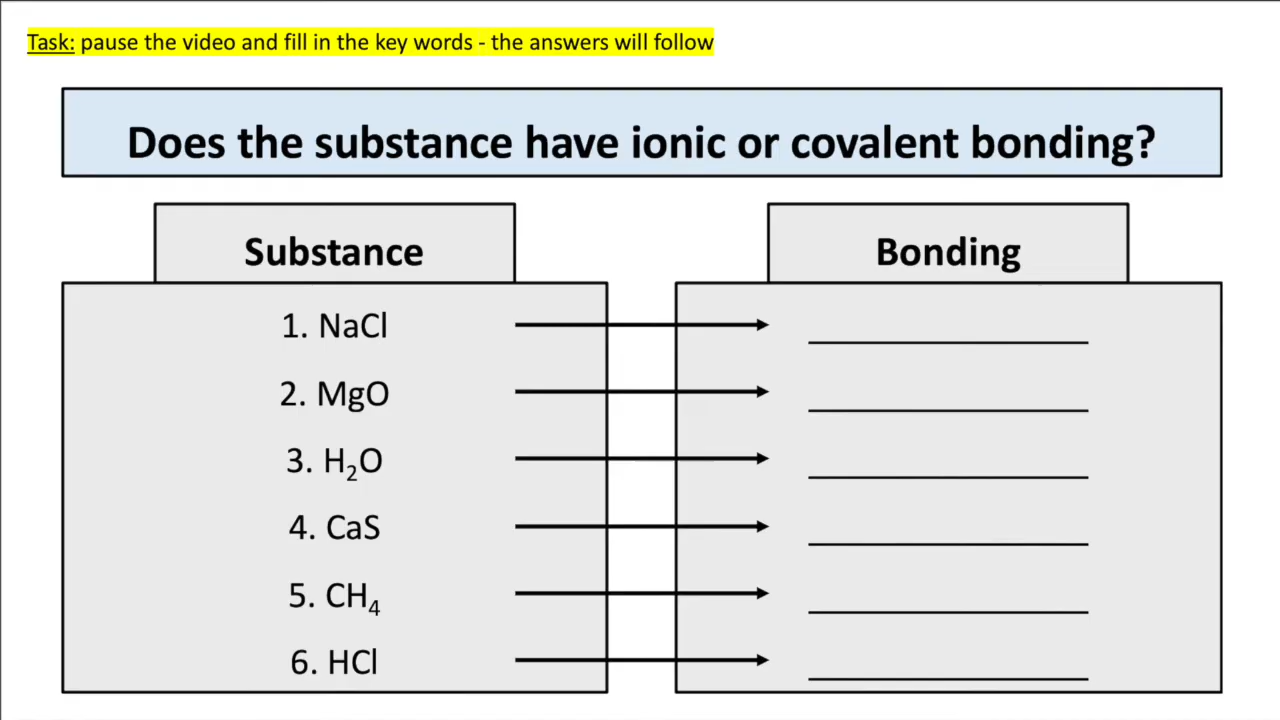 Task: pause the video and fill in the key words - the answers will follow
Does the substance have ionic or covalent bonding?
Substance
Bonding
1. NaCl
2. MgO
3. H₂O
4. CaS
5. CH₄
6. HCl